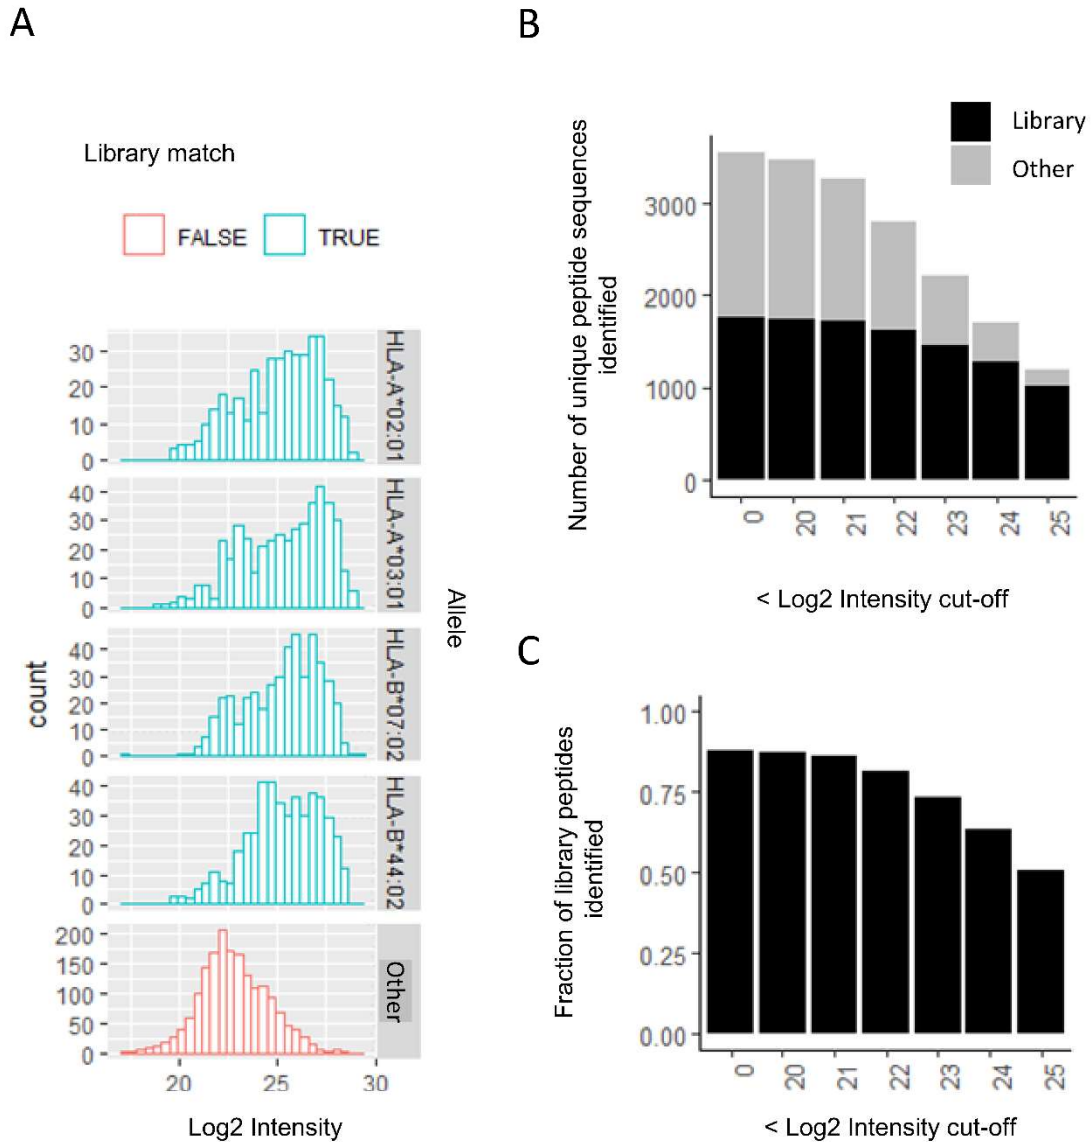 A
Library match
FALSE
TRUE
30
20
10
0
HLA-A*02:01
40
30
20
10
0
HLA-A*03:01
40
30
20
10
0
HLA-B*07:02
40
30
20
10
0
HLA-B*44:02
200
150
100
50
0
Other
count
Allele
20
25
30
Log2 Intensity
B
Library
Other
Number of unique peptide sequences
identified
3000
2000
1000
0
0
20
21
22
23
24
25
< Log2 Intensity cut-off
C
Fraction of library peptides
identified
1.00
0.75
0.50
0.25
0.00
0
20
21
22
23
24
25
< Log2 Intensity cut-off